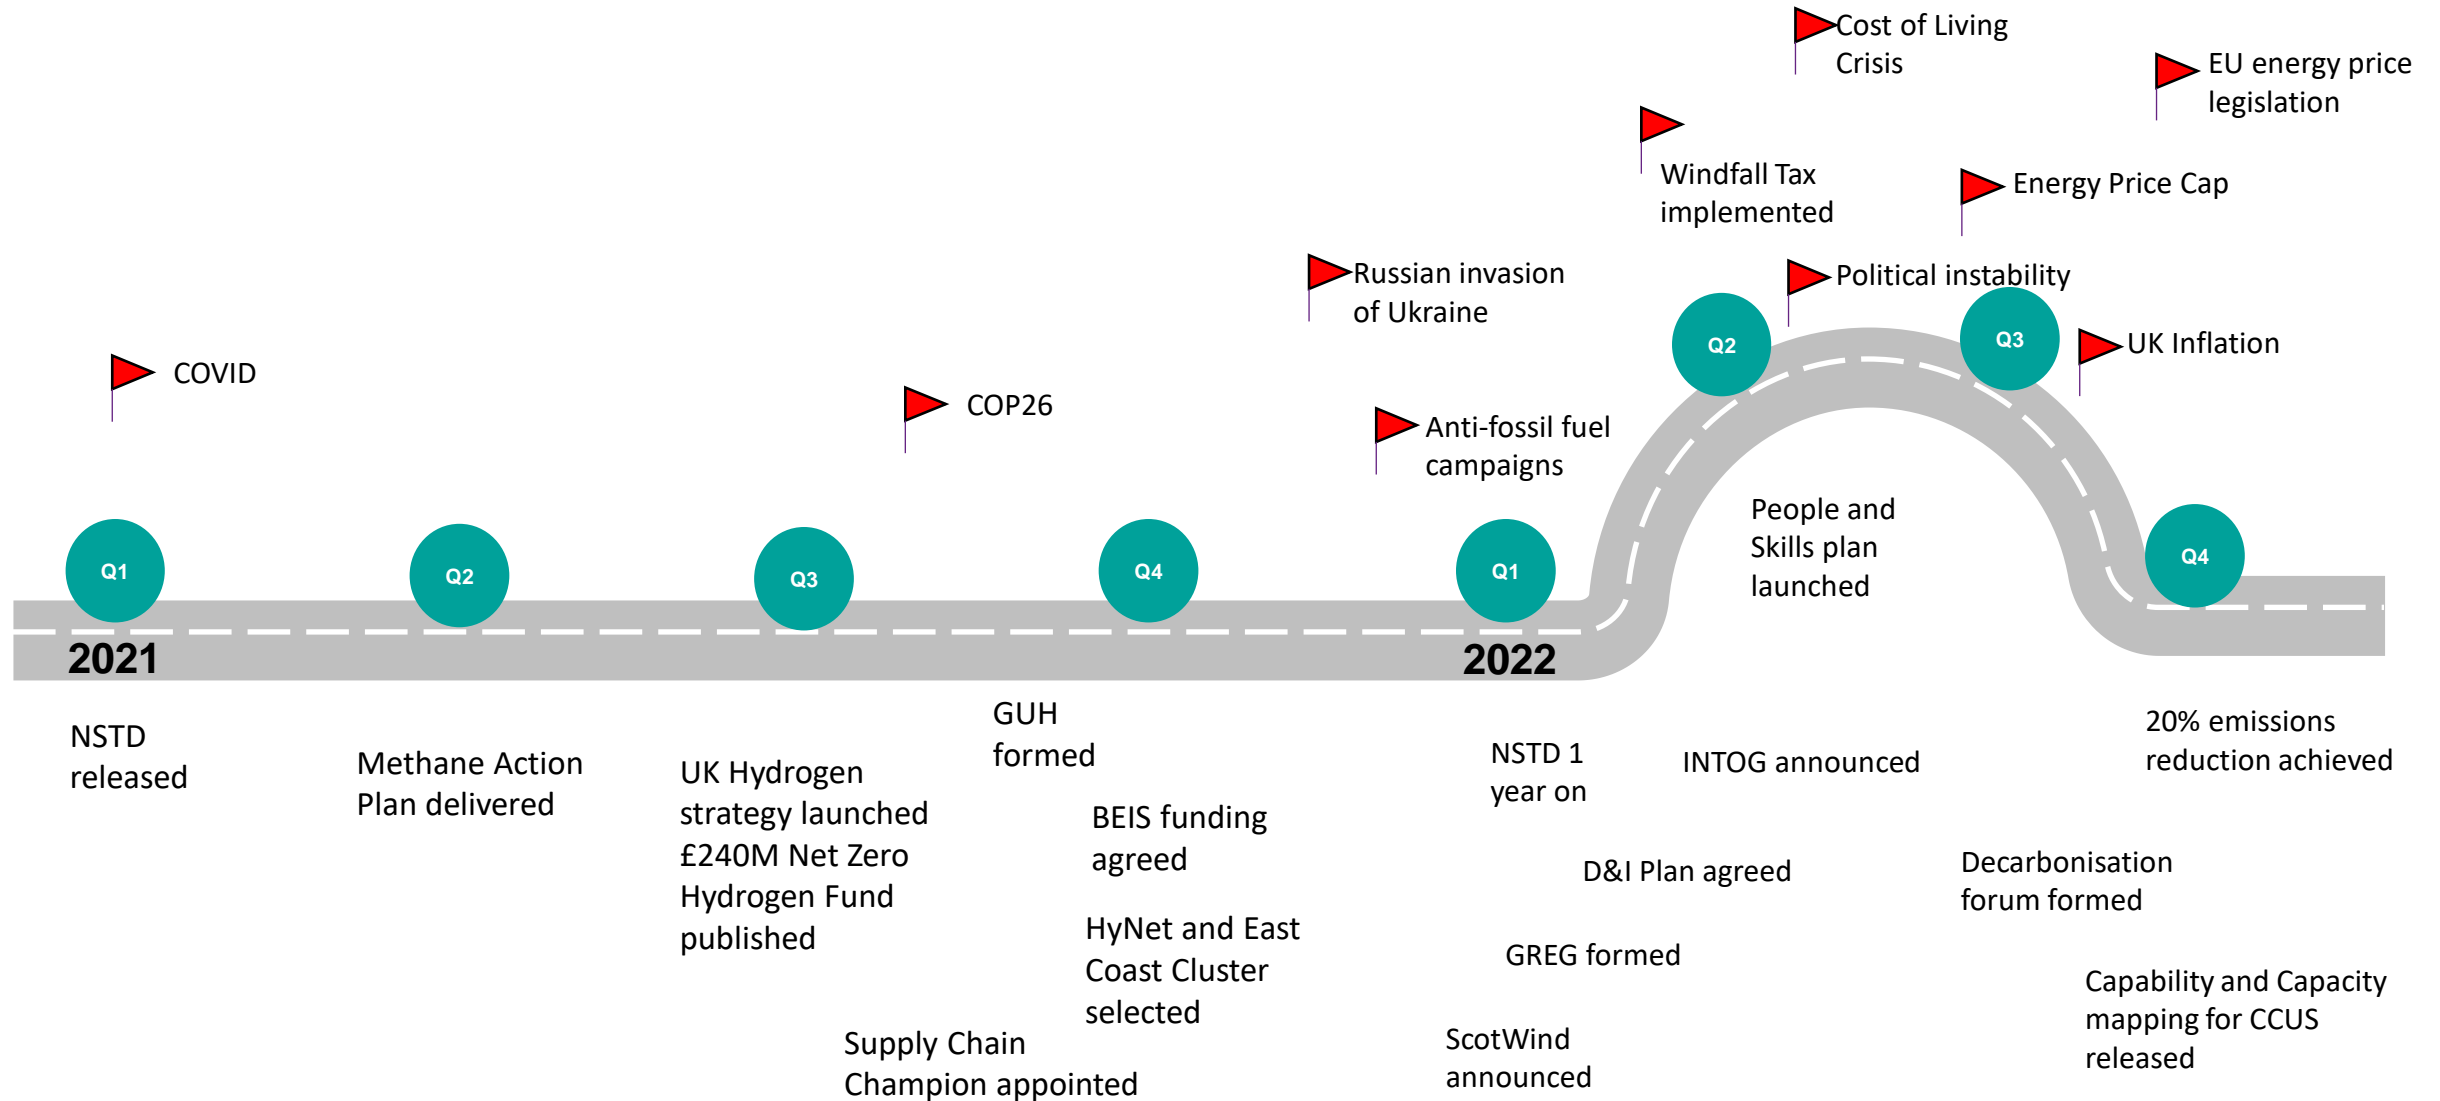 Cost of Living
Crisis
EU energy price
legislation
Windfall Tax
implemented
Energy Price Cap
Russian invasion
of Ukraine
Political instability
UK Inflation
COVID
COP26
Anti-fossil fuel
campaigns
Q1
Q2
Q3
Q4
Q1
Q2
Q3
Q4
2021
2022
People and
Skills plan
launched
NSTD
released
Methane Action
Plan delivered
UK Hydrogen
strategy launched
£240M Net Zero
Hydrogen Fund
published
GUH
formed
BEIS funding
agreed
HyNet and East
Coast Cluster
selected
Supply Chain
Champion appointed
NSTD 1
year on
INTOG announced
D&I Plan agreed
GREG formed
ScotWind
announced
20% emissions
reduction achieved
Decarbonisation
forum formed
Capability and Capacity
mapping for CCUS
released